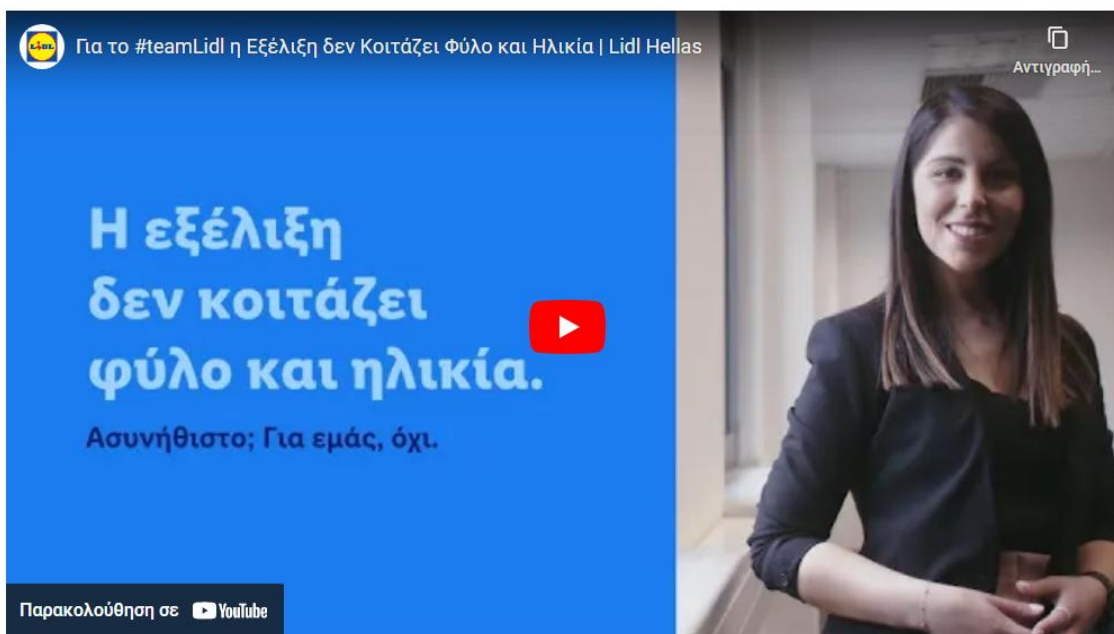 LIDL
Για το #teamLidl η Εξέλιξη δεν Κοιτάζει Φύλο και Ηλικία | Lidl Hellas
Αντιγραφή...
Η εξέλιξη
δεν κοιτάζει
φύλο και ηλικία.
Ασυνήθιστο; Για εμάς, όχι.
Παρακολούθηση σε YouTube